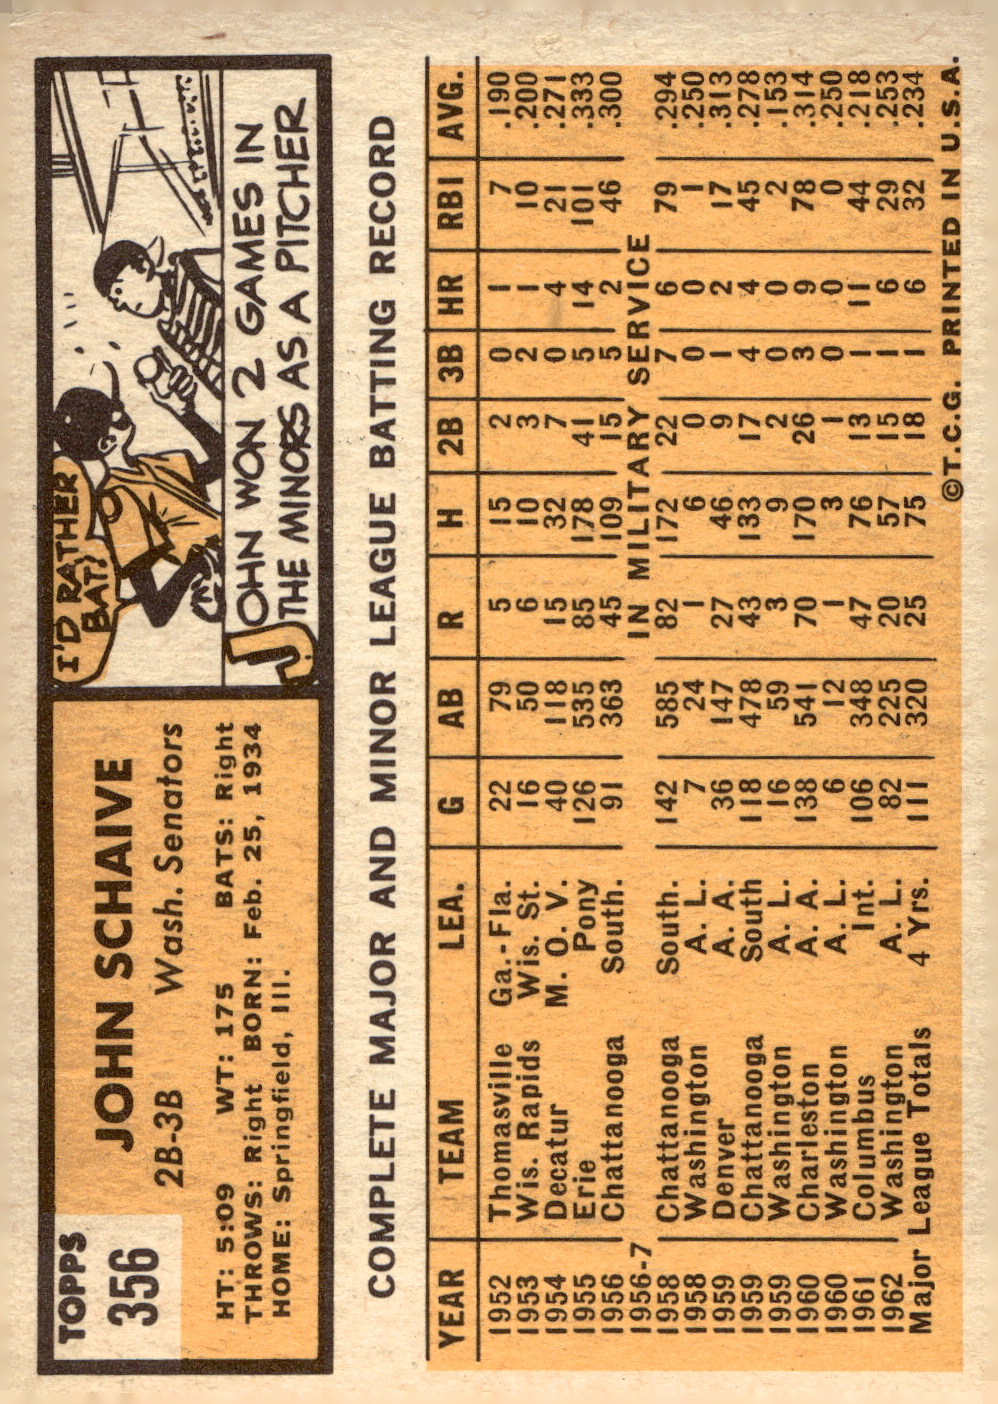 TOPPS
356
JOHN SCHAIVE
2B-3B Wash. Senators
HT: 5:09 WT: 175 BATS: Right
THROWS: Right BORN: Feb. 25, 1934
HOME: Springfield, Ill.
I'D RATHER
BAT!
JOHN WON 2 GAMES IN
THE MINORS AS A PITCHER
COMPLETE MAJOR AND MINOR LEAGUE BATTING RECORD
YEAR TEAM LEA. G AB R H 2B 3B HR RBI AVG.
1952 Thomasville Ga.-Fla. 22 79 5 15 2 0 1 7 .190
1953 Wis. Rapids Wis. St. 16 50 6 10 3 2 1 10 .200
1954 Decatur M. O. V. 40 118 15 32 7 0 4 21 .271
1955 Erie Pony 126 535 85 178 41 5 14 101 .333
1956 Chattanooga South. 91 363 45 109 15 5 2 46 .300
1956-7 IN MILITARY SERVICE
1958 Chattanooga South. 142 585 82 172 22 7 6 79 .294
1958 Washington A. L. 7 24 1 6 0 0 0 1 .250
1959 Denver A. A. 36 147 27 46 9 1 2 17 .313
1959 Chattanooga South 118 478 43 133 17 4 4 45 .278
1959 Washington A. L. 16 59 3 9 2 0 0 2 .153
1960 Charleston A. A. 138 541 70 170 26 3 9 78 .314
1960 Washington A. L. 6 12 1 3 1 0 0 0 .250
1961 Columbus Int. 106 348 47 76 13 1 11 44 .218
1962 Washington A. L. 82 225 20 57 15 1 6 29 .253
Major League Totals 4 Yrs. 111 320 25 75 18 1 6 32 .234
©T.C.G. PRINTED IN U.S.A.